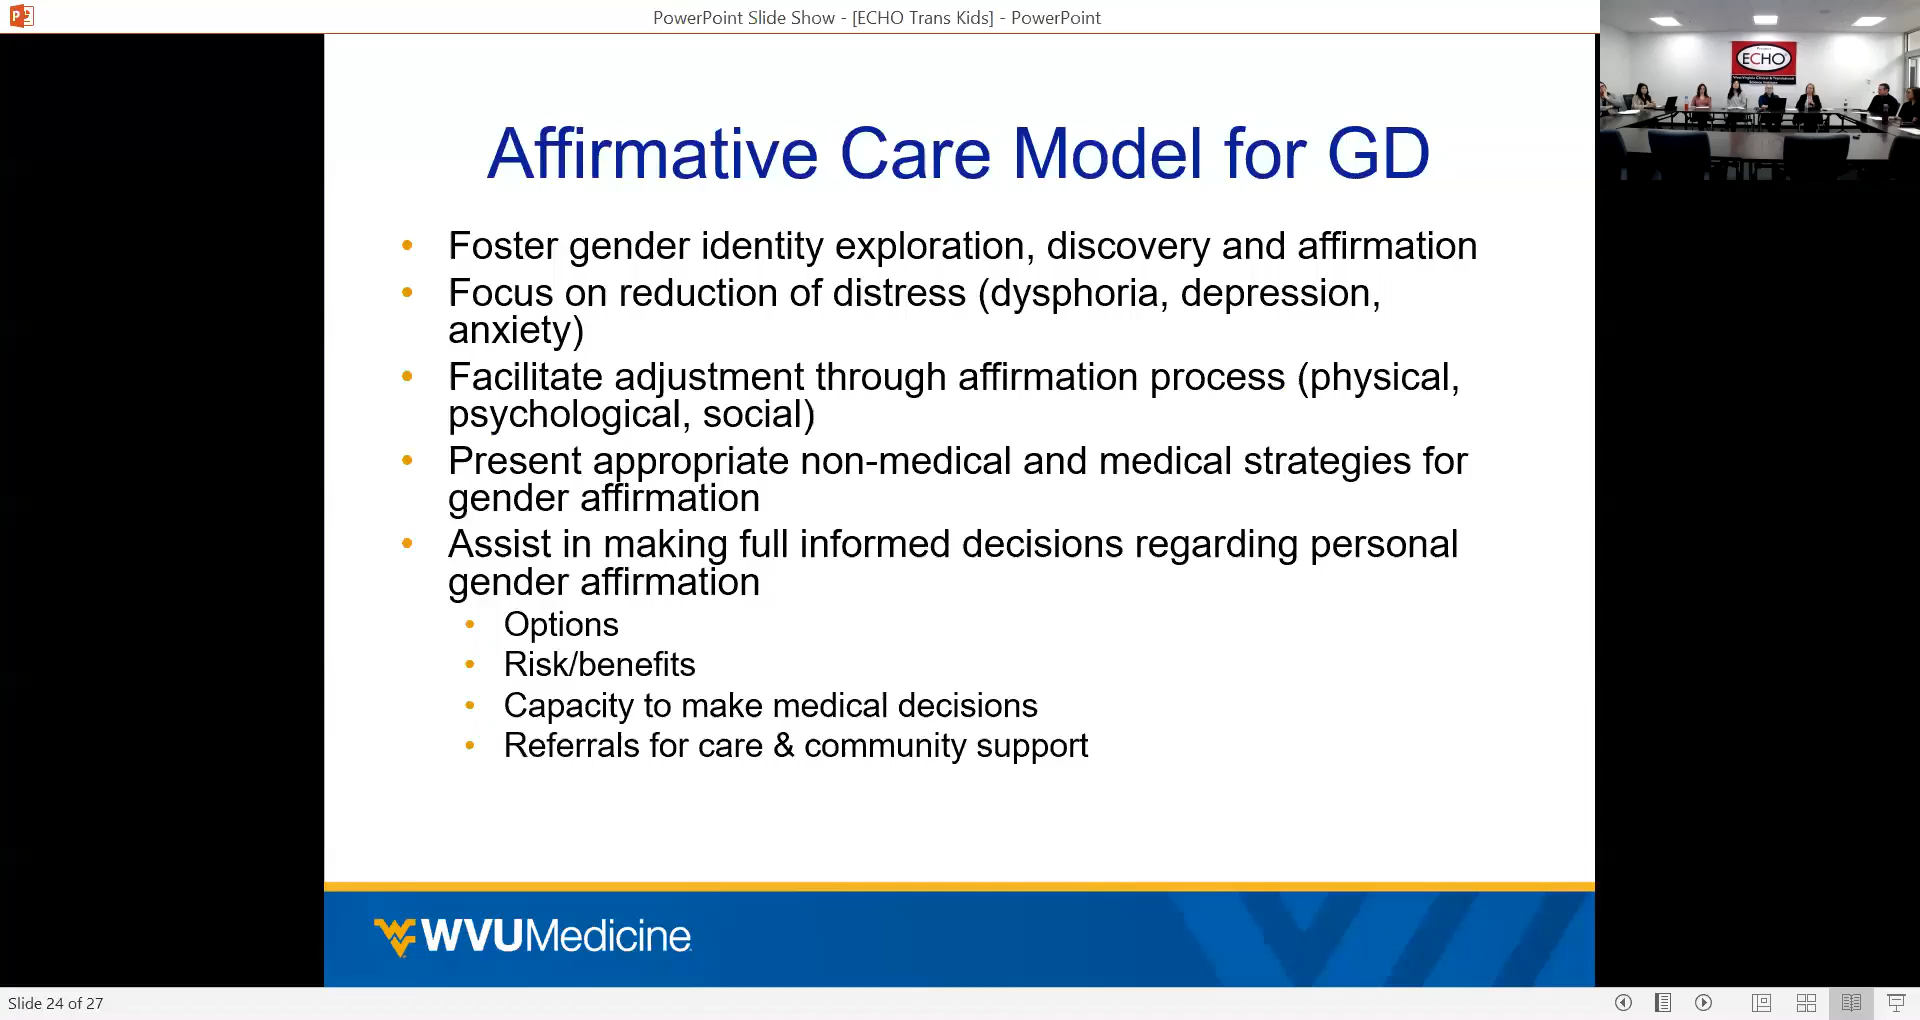 PowerPoint Slide Show - [ECHO Trans Kids] - PowerPoint
ECHO
Affirmative Care Model for GD
• Foster gender identity exploration, discovery and affirmation
• Focus on reduction of distress (dysphoria, depression,
anxiety)
• Facilitate adjustment through affirmation process (physical,
psychological, social)
• Present appropriate non-medical and medical strategies for
gender affirmation
• Assist in making full informed decisions regarding personal
gender affirmation
• Options
• Risk/benefits
• Capacity to make medical decisions
• Referrals for care & community support
WVUMedicine
Slide 24 of 27